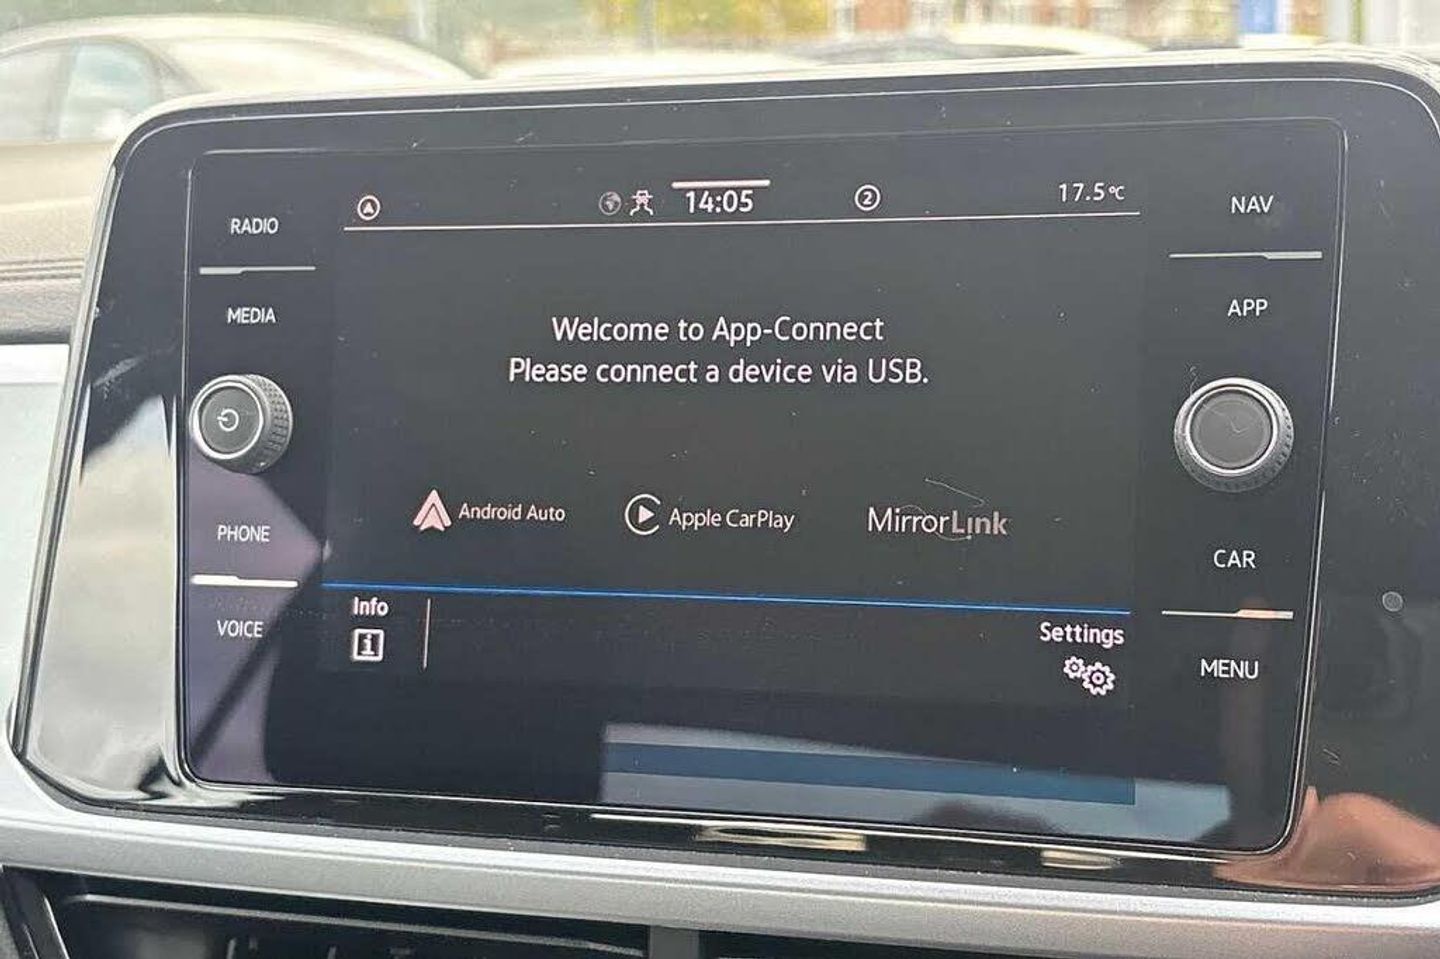 14:05
2
17.5°C
RADIO
NAV
MEDIA
APP
Welcome to App-Connect
Please connect a device via USB.
Android Auto
Apple CarPlay
MirrorLink
PHONE
CAR
VOICE
MENU
Info
i
Settings